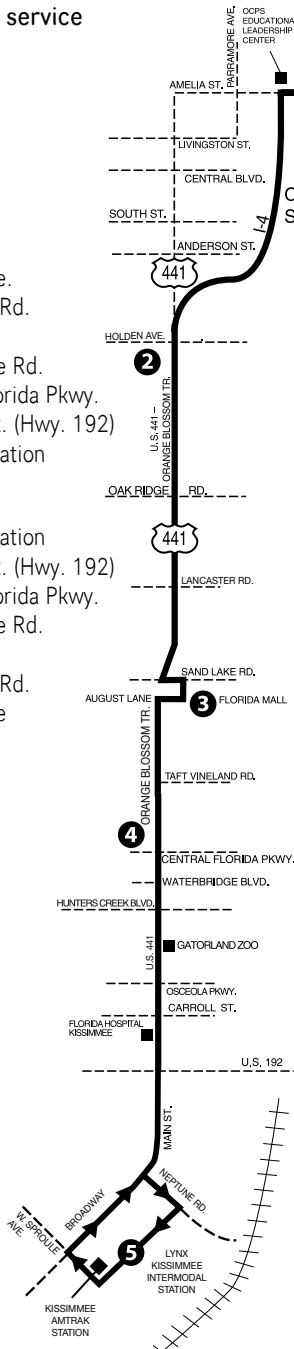 service
PARRAMORE AVE.
OCPS
EDUCATIONAL
LEADERSHIP
CENTER
AMELIA ST.
LIVINGSTON ST.
CENTRAL BLVD.
SOUTH ST.
I-4
ANDERSON ST.
441
e.
Rd.
HOLDEN AVE.
2
e Rd.
orida Pkwy.
t. (Hwy. 192)
ation
U.S. 441 –
ORANGE BLOSSOM TR.
OAK RIDGE RD.
441
ation
t. (Hwy. 192)
orida Pkwy.
e Rd.
LANCASTER RD.
Rd.
e
SAND LAKE RD.
AUGUST LANE
3 FLORIDA MALL
ORANGE BLOSSOM TR.
TAFT VINELAND RD.
4
CENTRAL FLORIDA PKWY.
WATERBRIDGE BLVD.
HUNTERS CREEK BLVD.
U.S. 441
GATORLAND ZOO
OSCEOLA PKWY.
CARROLL ST.
FLORIDA HOSPITAL
KISSIMMEE
U.S. 192
MAIN ST.
NEPTUNE RD.
BROADWAY
W. SPROULE
AVE.
5
LYNX
KISSIMMEE
INTERMODAL
STATION
KISSIMMEE
AMTRAK
STATION